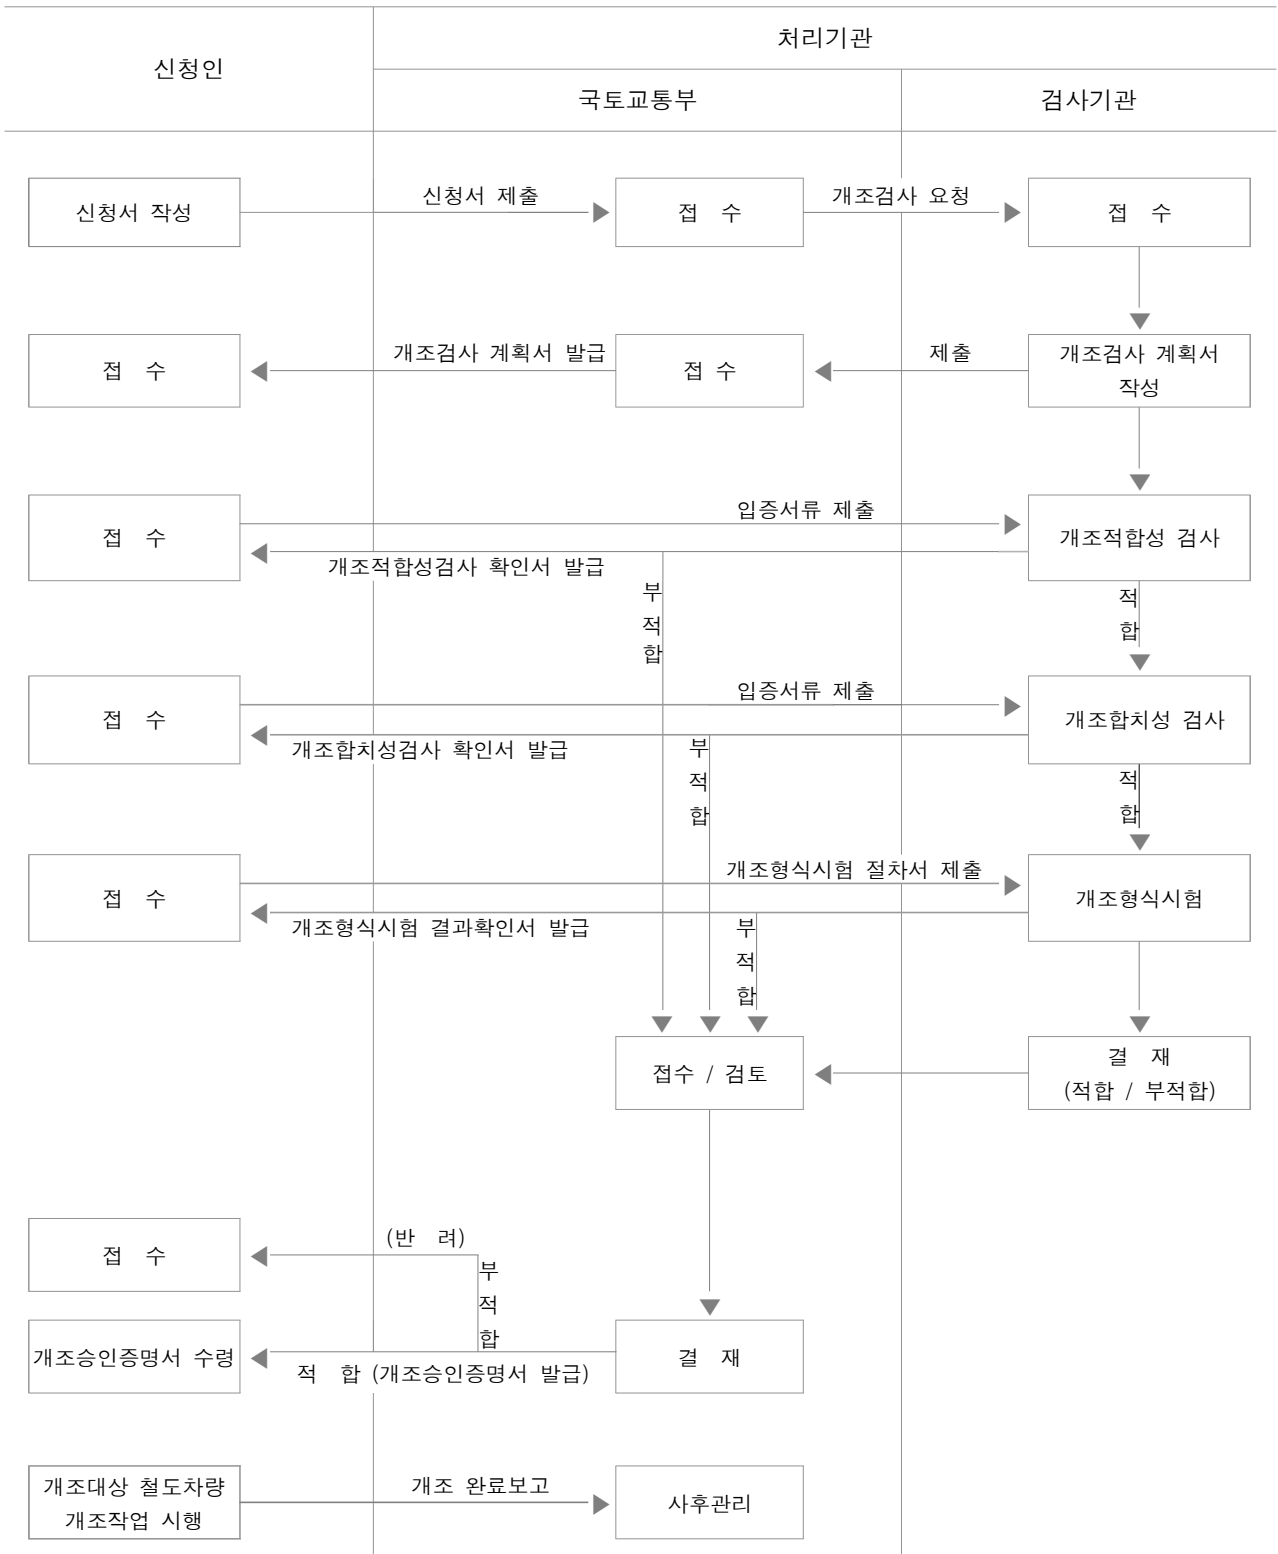 처리기관
신청인
국토교통부
검사기관
신청서 제출
개조검사 요청
신청서 작성
접 수
접 수
개조검사 계획서 발급
제출
접 수
접 수
개조검사 계획서
작성
입증서류 제출
접 수
개조적합성 검사
개조적합성검사 확인서 발급
부
적
합
적
합
입증서류 제출
접 수
개조합치성 검사
개조합치성검사 확인서 발급
부
적
합
적
합
개조형식시험 절차서 제출
접 수
개조형식시험
개조형식시험 결과확인서 발급
부
적
합
접수 / 검토
결 재
(적합 / 부적합)
(반 려)
접 수
부
적
합
개조승인증명서 수령
결 재
적 합 (개조승인증명서 발급)
개조대상 철도차량
개조작업 시행
개조 완료보고
사후관리